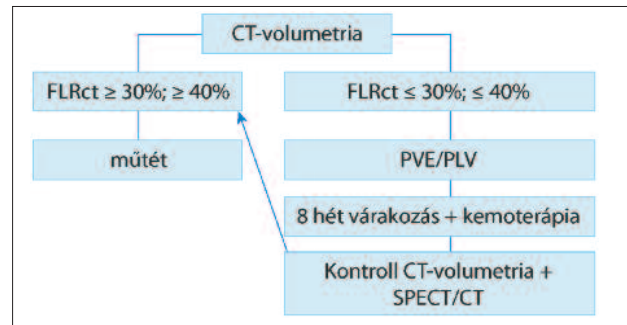 CT-volumetria
FLRct ≥ 30%; ≥ 40%
FLRct ≤ 30%; ≤ 40%
műtét
PVE/PLV
8 hét várakozás + kemoterápia
Kontroll CT-volumetria +
SPECT/CT